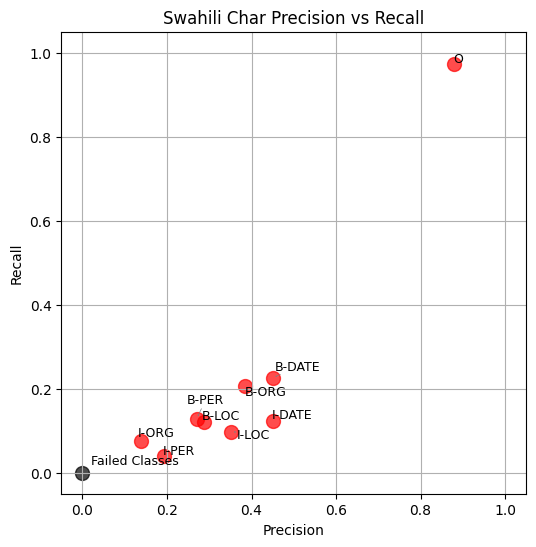 Swahili Char Precision vs Recall
1.0
O
0.8
0.6
Recall
0.4
B-DATE
0.2
B-ORG
B-PER
I-DATE
B-LOC
I-ORG
I-LOC
I-PER
Failed Classes
0.0
0.0 0.2 0.4 0.6 0.8 1.0
Precision